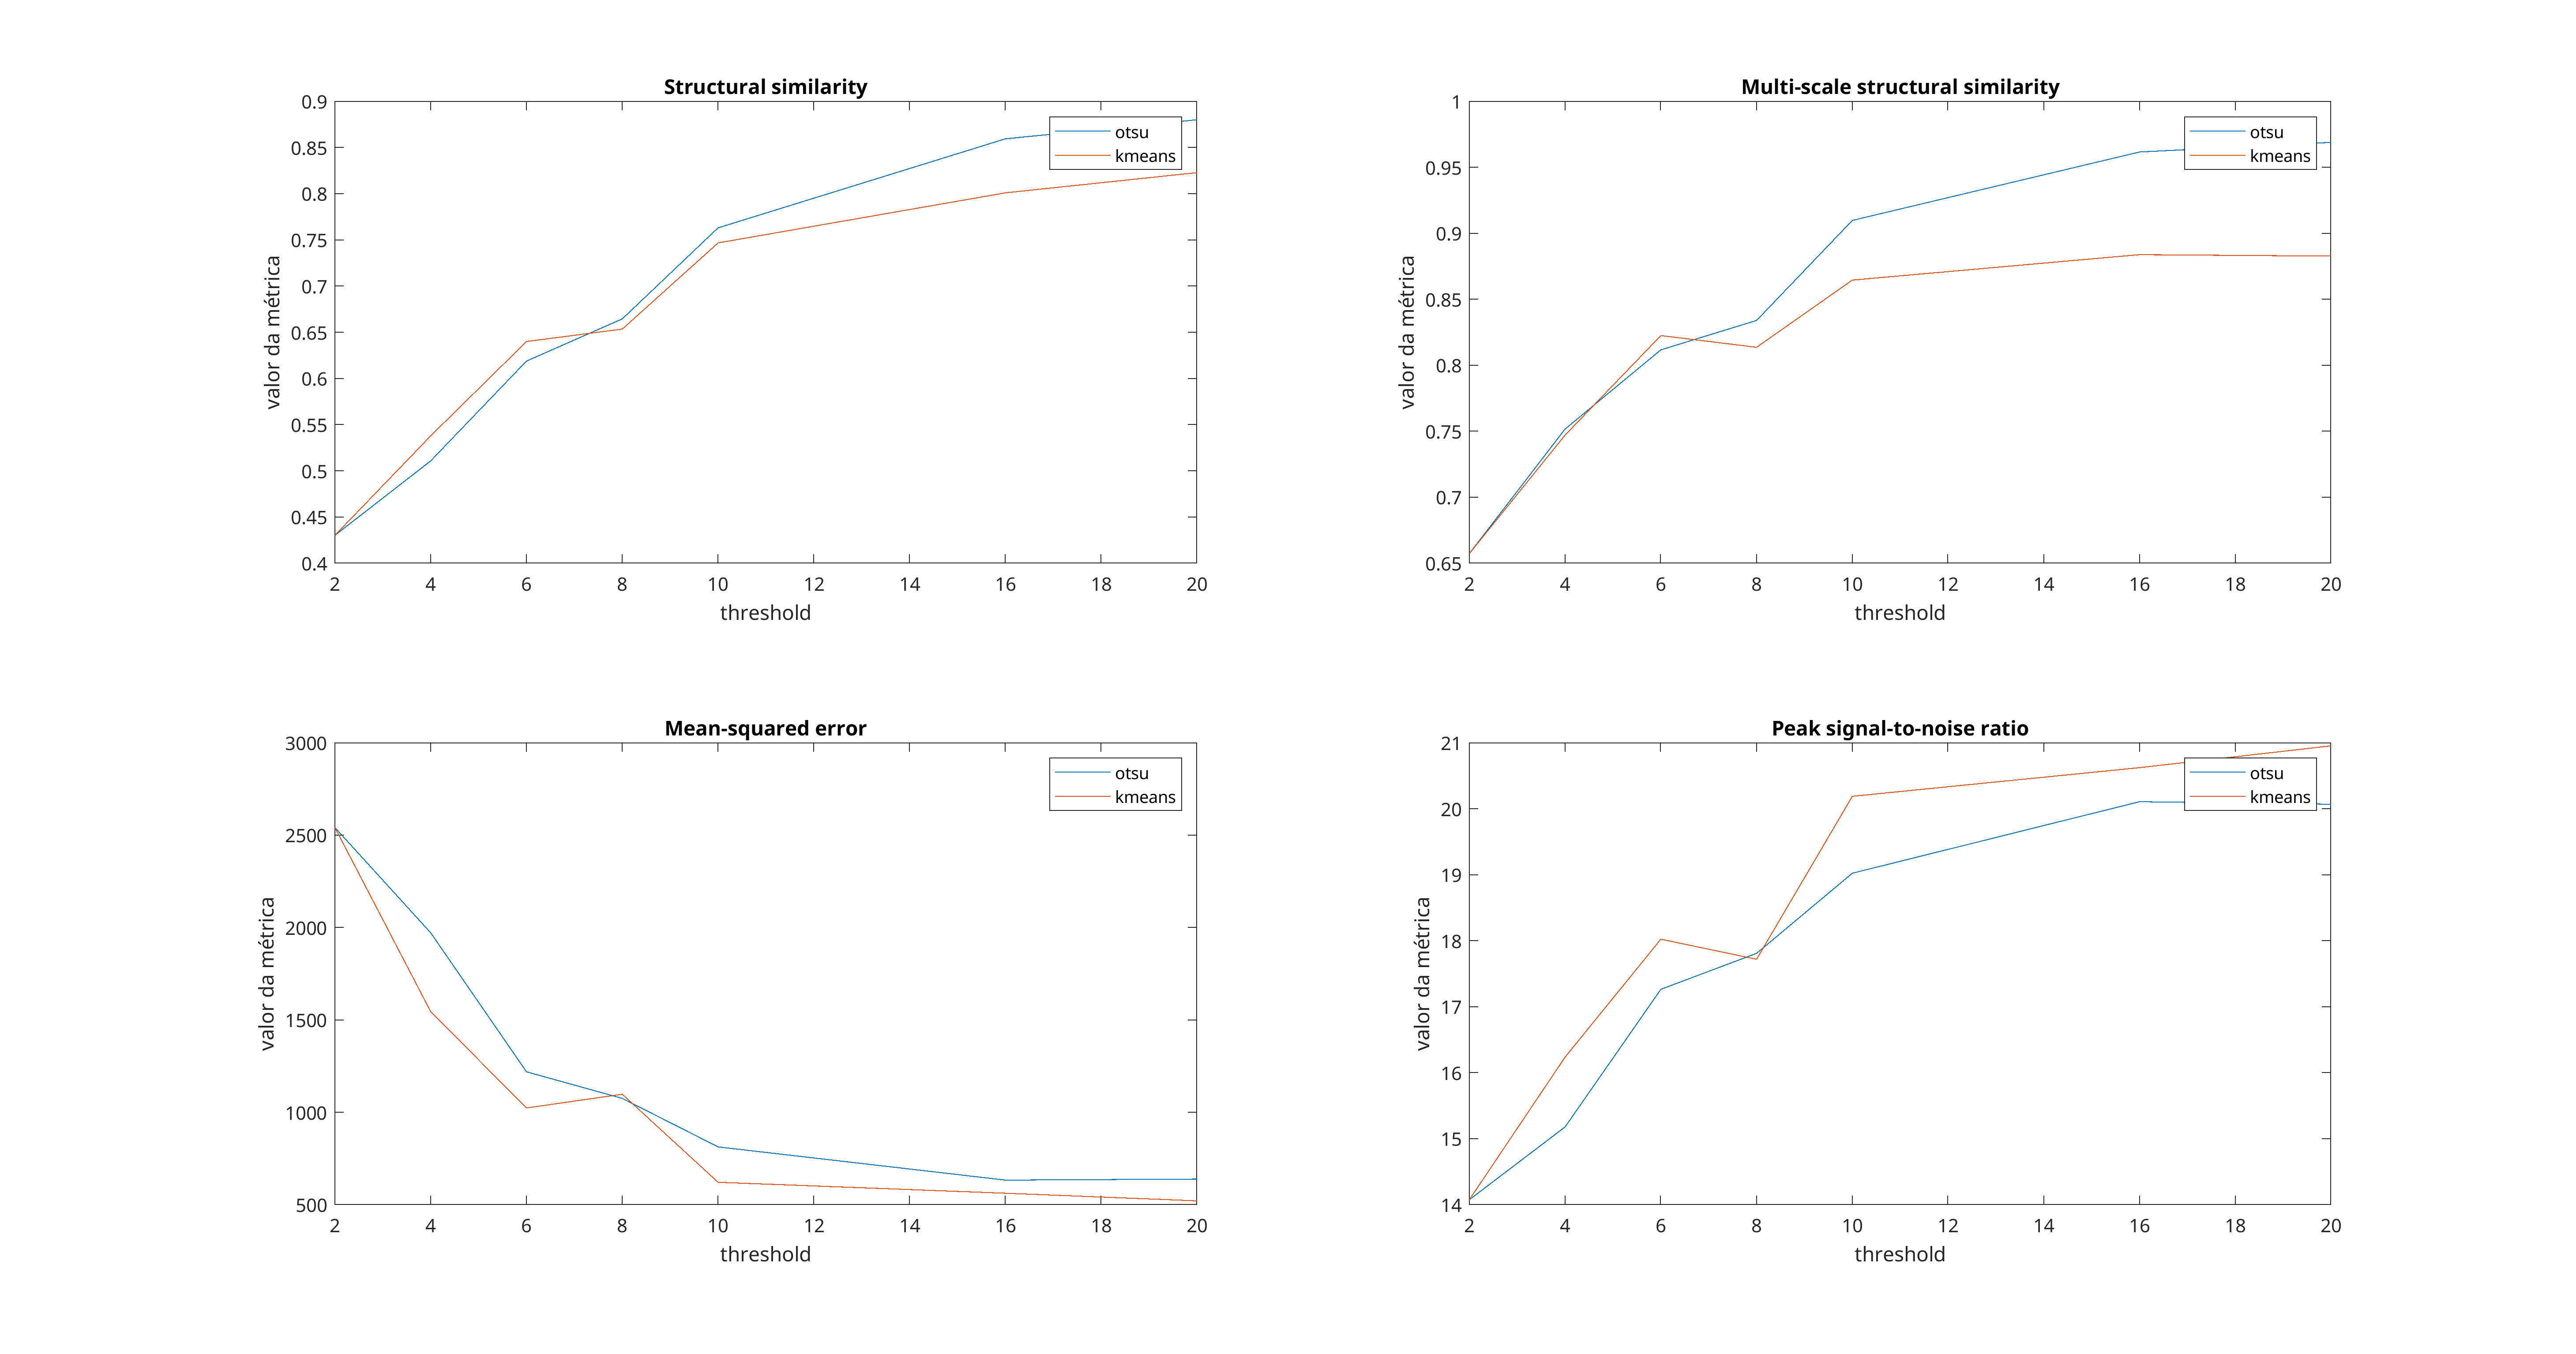 Structural similarity
0.9
0.85
0.8
0.75
0.7
0.65
0.6
0.55
0.5
0.45
0.4
valor da métrica
otsu
kmeans
2 4 6 8 10 12 14 16 18 20
threshold
Multi-scale structural similarity
1
0.95
0.9
0.85
0.8
0.75
0.7
0.65
valor da métrica
otsu
kmeans
2 4 6 8 10 12 14 16 18 20
threshold
Mean-squared error
3000
2500
2000
1500
1000
500
valor da métrica
otsu
kmeans
2 4 6 8 10 12 14 16 18 20
threshold
Peak signal-to-noise ratio
21
20
19
18
17
16
15
14
valor da métrica
otsu
kmeans
2 4 6 8 10 12 14 16 18 20
threshold